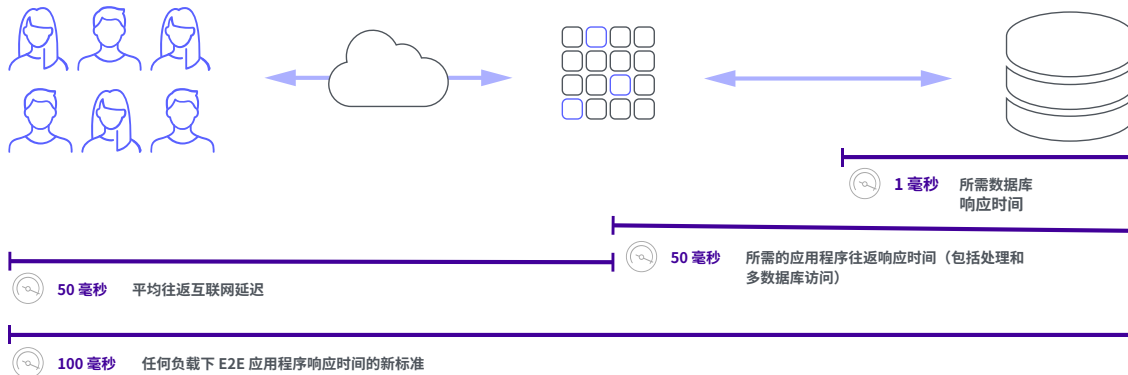 1 毫秒 所需数据库
响应时间
50 毫秒 所需的应用程序往返响应时间（包括处理和
多数据库访问）
50 毫秒 平均往返互联网延迟
100 毫秒 任何负载下 E2E 应用程序响应时间的新标准